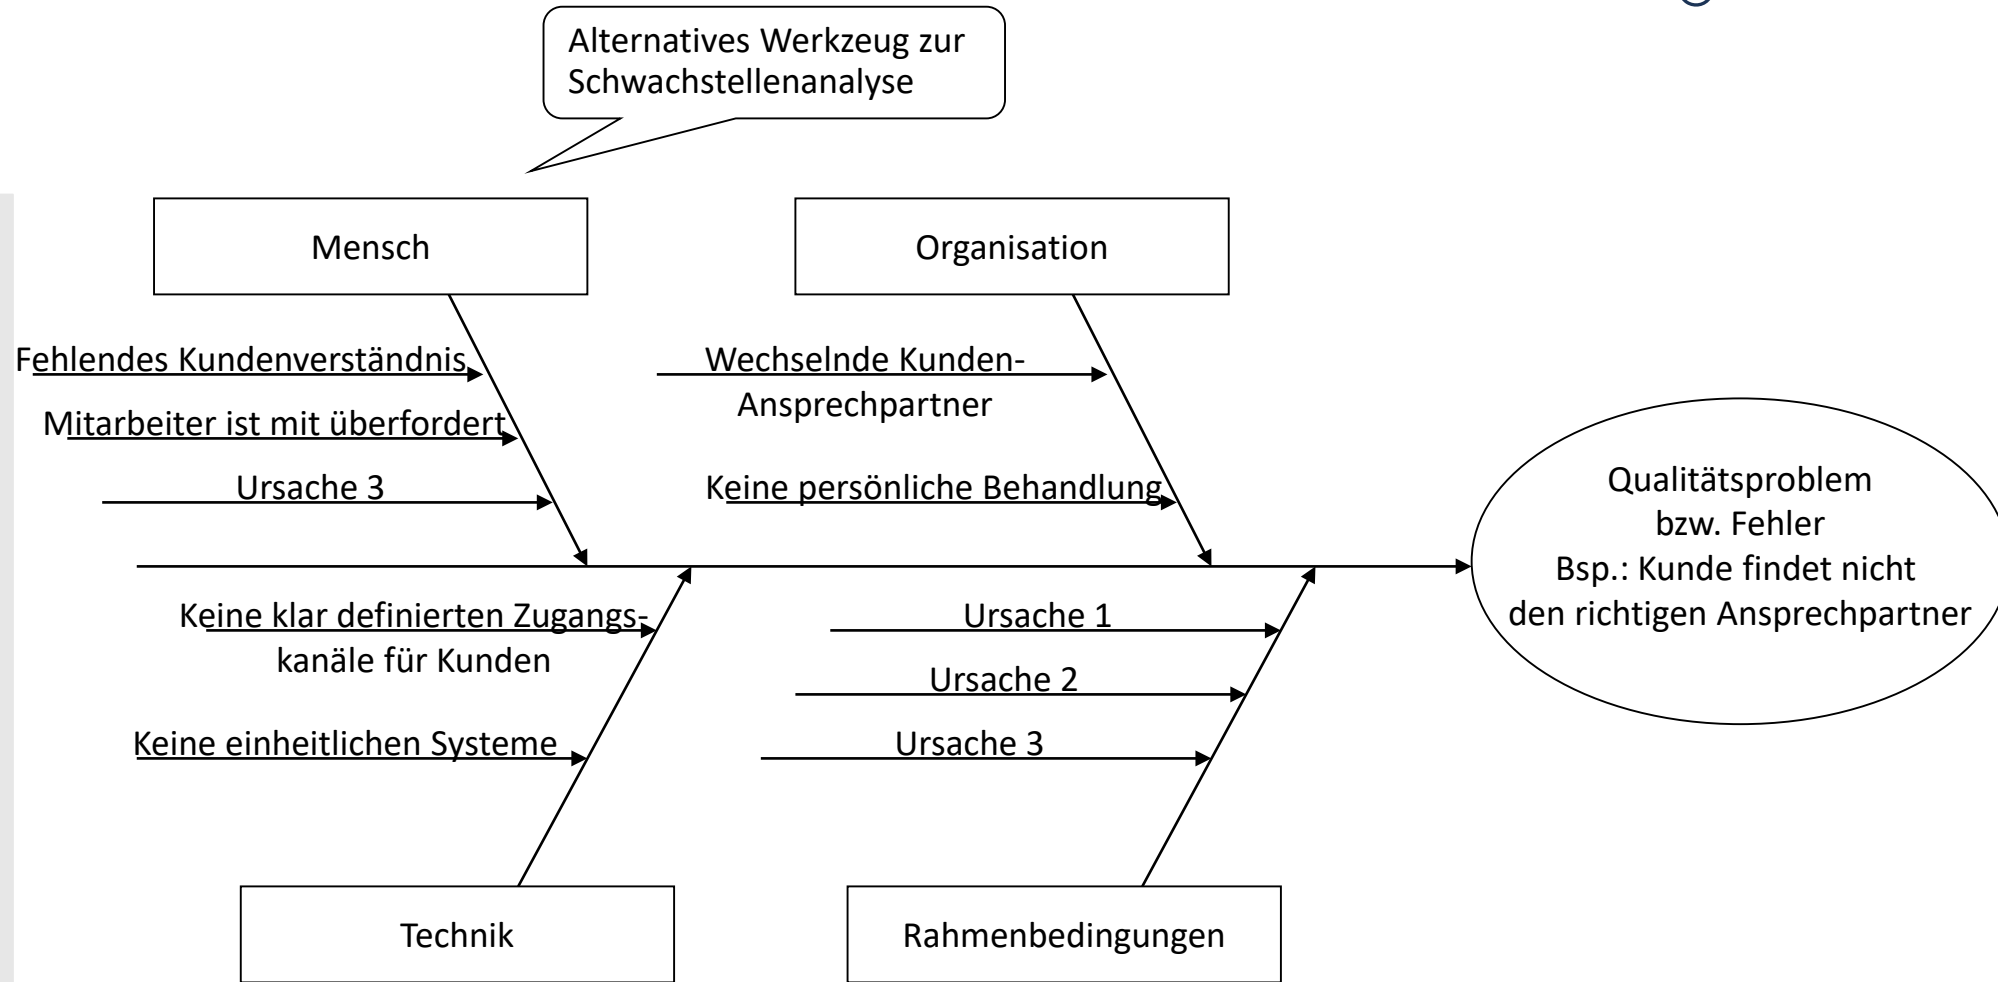 Alternatives Werkzeug zur
Schwachstellenanalyse
Mensch
Organisation
Fehlendes Kundenverständnis
Mitarbeiter ist mit überfordert
Ursache 3
Wechselnde Kunden-
Ansprechpartner
Keine persönliche Behandlung
Qualitätsproblem
bzw. Fehler
Bsp.: Kunde findet nicht
den richtigen Ansprechpartner
Keine klar definierten Zugangs-
kanäle für Kunden
Keine einheitlichen Systeme
Ursache 1
Ursache 2
Ursache 3
Technik
Rahmenbedingungen